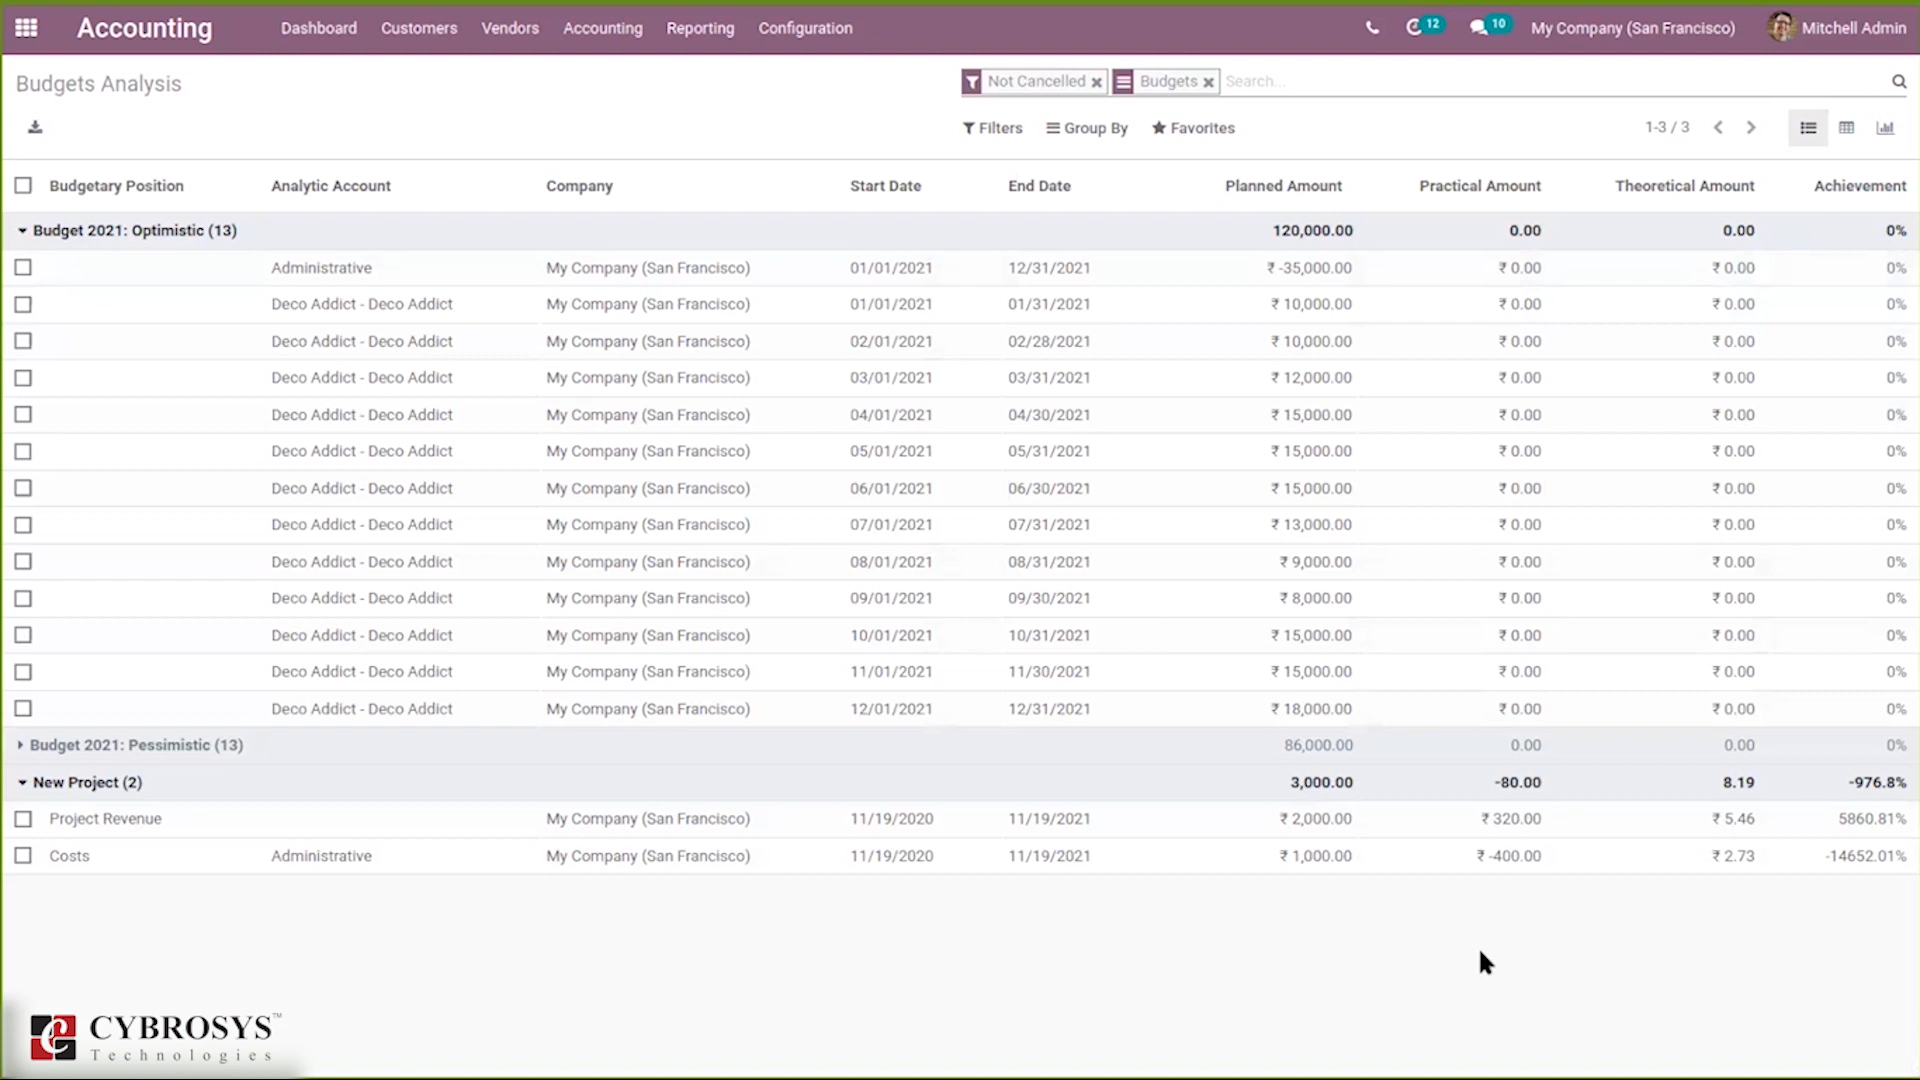 Accounting Dashboard Customers Vendors Accounting Reporting Configuration 12 10 My Company (San Francisco) Mitchell Admin
Budgets Analysis Not Cancelled Budgets Search...
Filters Group By Favorites 1-3 / 3
Budgetary Position Analytic Account Company Start Date End Date Planned Amount Practical Amount Theoretical Amount Achievement
Budget 2021: Optimistic (13) 120,000.00 0.00 0.00 0%
Administrative My Company (San Francisco) 01/01/2021 12/31/2021 ₹ -35,000.00 ₹ 0.00 ₹ 0.00 0%
Deco Addict - Deco Addict My Company (San Francisco) 01/01/2021 01/31/2021 ₹ 10,000.00 ₹ 0.00 ₹ 0.00 0%
Deco Addict - Deco Addict My Company (San Francisco) 02/01/2021 02/28/2021 ₹ 10,000.00 ₹ 0.00 ₹ 0.00 0%
Deco Addict - Deco Addict My Company (San Francisco) 03/01/2021 03/31/2021 ₹ 12,000.00 ₹ 0.00 ₹ 0.00 0%
Deco Addict - Deco Addict My Company (San Francisco) 04/01/2021 04/30/2021 ₹ 15,000.00 ₹ 0.00 ₹ 0.00 0%
Deco Addict - Deco Addict My Company (San Francisco) 05/01/2021 05/31/2021 ₹ 15,000.00 ₹ 0.00 ₹ 0.00 0%
Deco Addict - Deco Addict My Company (San Francisco) 06/01/2021 06/30/2021 ₹ 15,000.00 ₹ 0.00 ₹ 0.00 0%
Deco Addict - Deco Addict My Company (San Francisco) 07/01/2021 07/31/2021 ₹ 13,000.00 ₹ 0.00 ₹ 0.00 0%
Deco Addict - Deco Addict My Company (San Francisco) 08/01/2021 08/31/2021 ₹ 9,000.00 ₹ 0.00 ₹ 0.00 0%
Deco Addict - Deco Addict My Company (San Francisco) 09/01/2021 09/30/2021 ₹ 8,000.00 ₹ 0.00 ₹ 0.00 0%
Deco Addict - Deco Addict My Company (San Francisco) 10/01/2021 10/31/2021 ₹ 15,000.00 ₹ 0.00 ₹ 0.00 0%
Deco Addict - Deco Addict My Company (San Francisco) 11/01/2021 11/30/2021 ₹ 15,000.00 ₹ 0.00 ₹ 0.00 0%
Deco Addict - Deco Addict My Company (San Francisco) 12/01/2021 12/31/2021 ₹ 18,000.00 ₹ 0.00 ₹ 0.00 0%
Budget 2021: Pessimistic (13) 86,000.00 0.00 0.00 0%
New Project (2) 3,000.00 -80.00 8.19 -976.8%
Project Revenue My Company (San Francisco) 11/19/2020 11/19/2021 ₹ 2,000.00 ₹ 320.00 ₹ 5.46 5860.81%
Costs Administrative My Company (San Francisco) 11/19/2020 11/19/2021 ₹ 1,000.00 ₹ -400.00 ₹ 2.73 -14652.01%
CYBROSYS™
Technologies